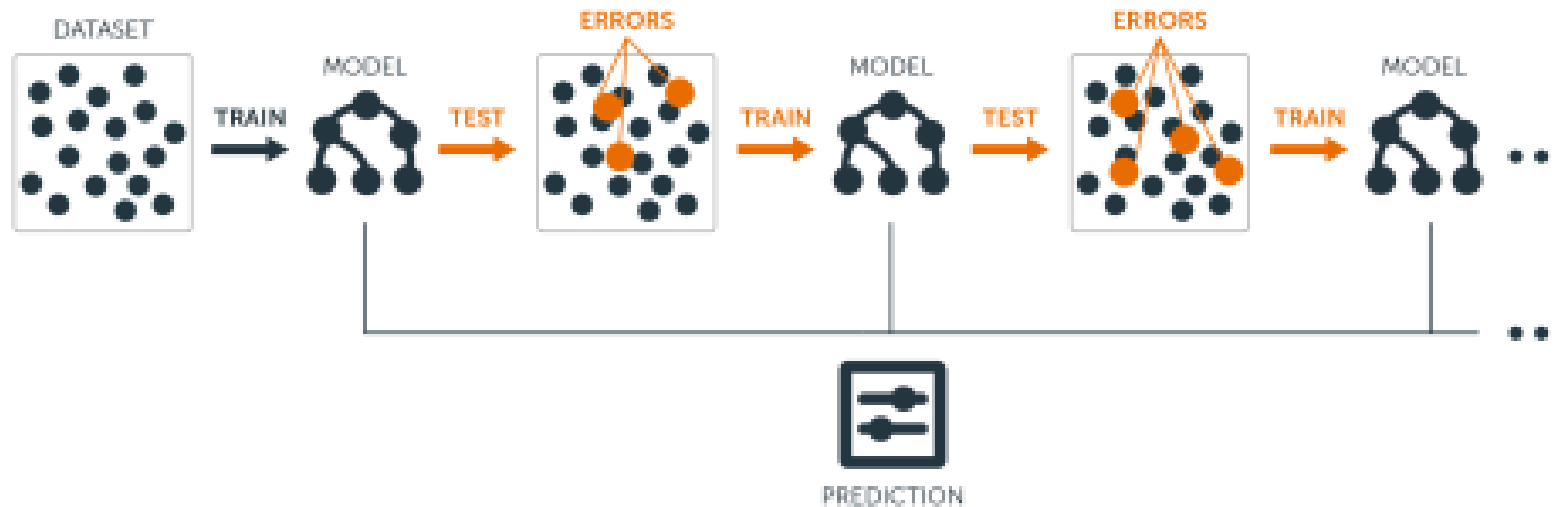 DATASET
TRAIN
MODEL
TEST
ERRORS
TRAIN
MODEL
TEST
ERRORS
TRAIN
MODEL
PREDICTION